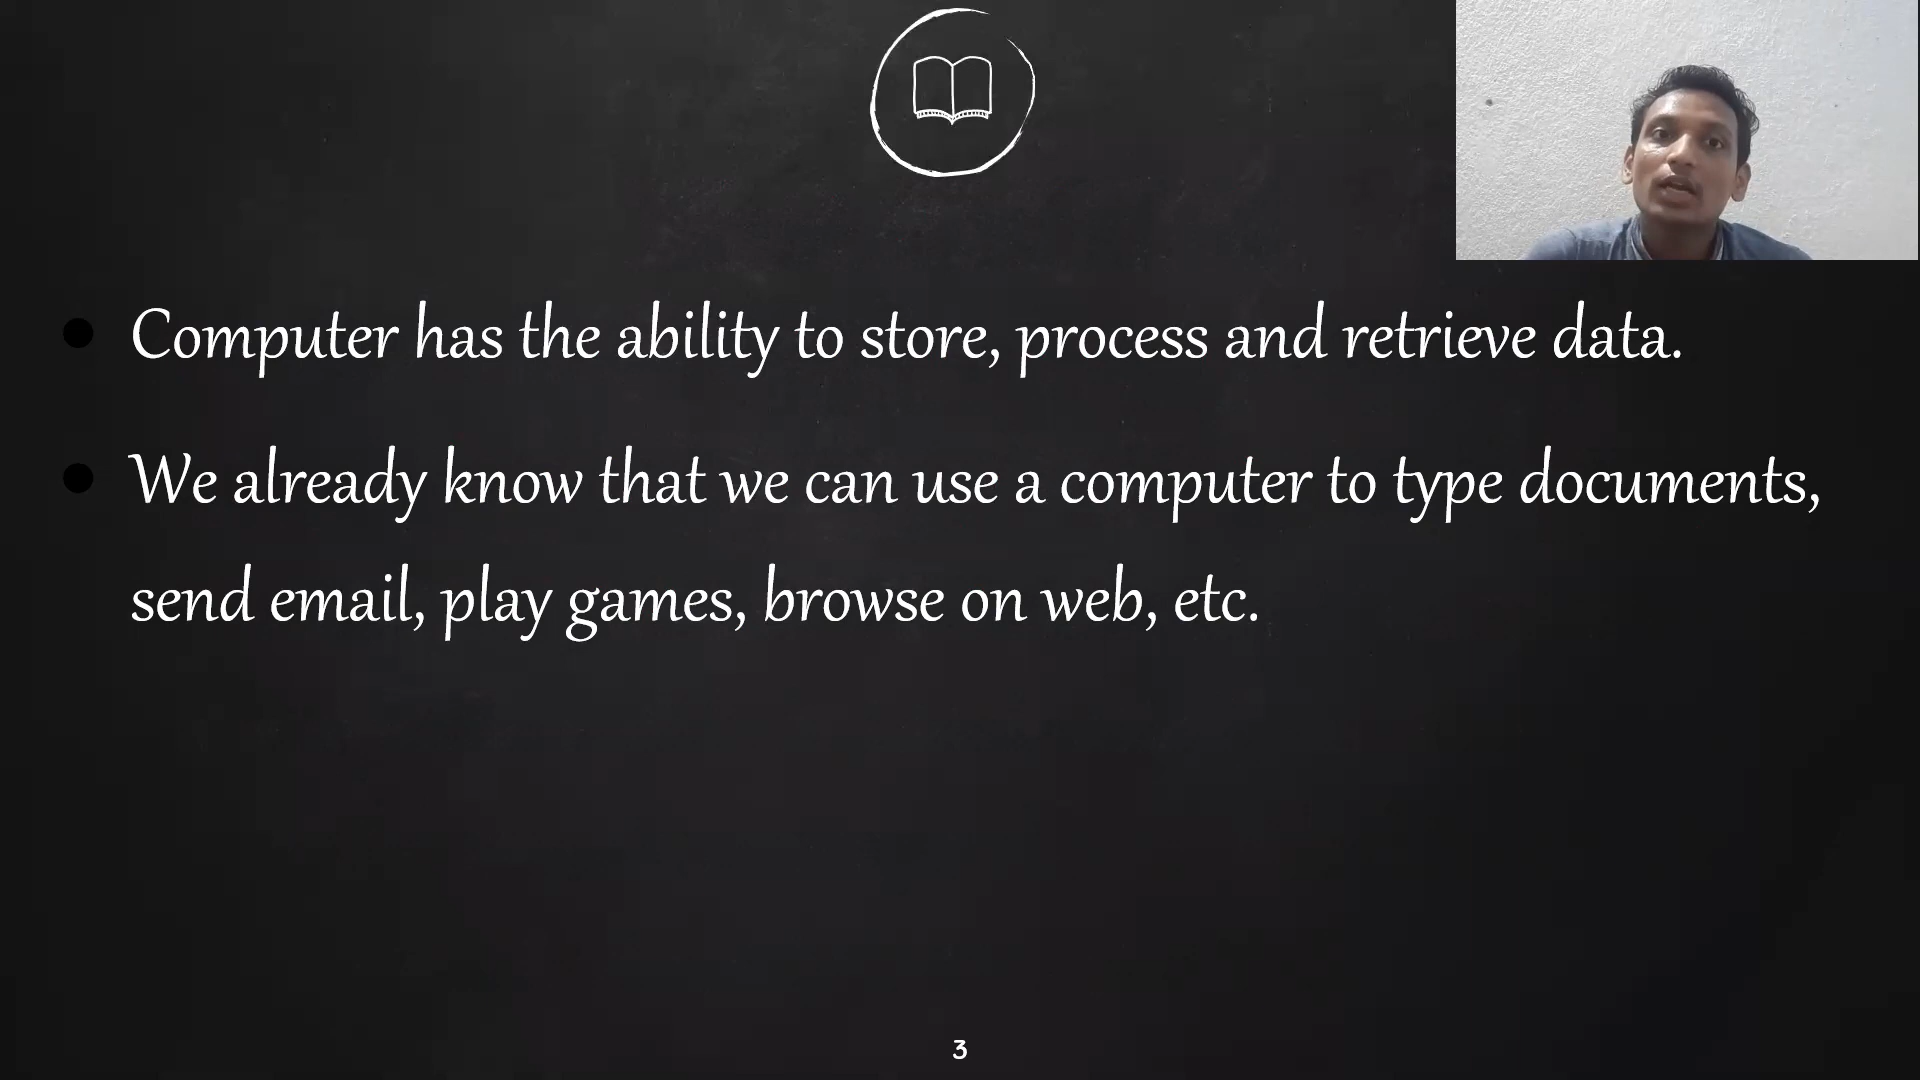 Computer has the ability to store, process and retrieve data.
We already know that we can use a computer to type documents,
send email, play games, browse on web, etc.
3